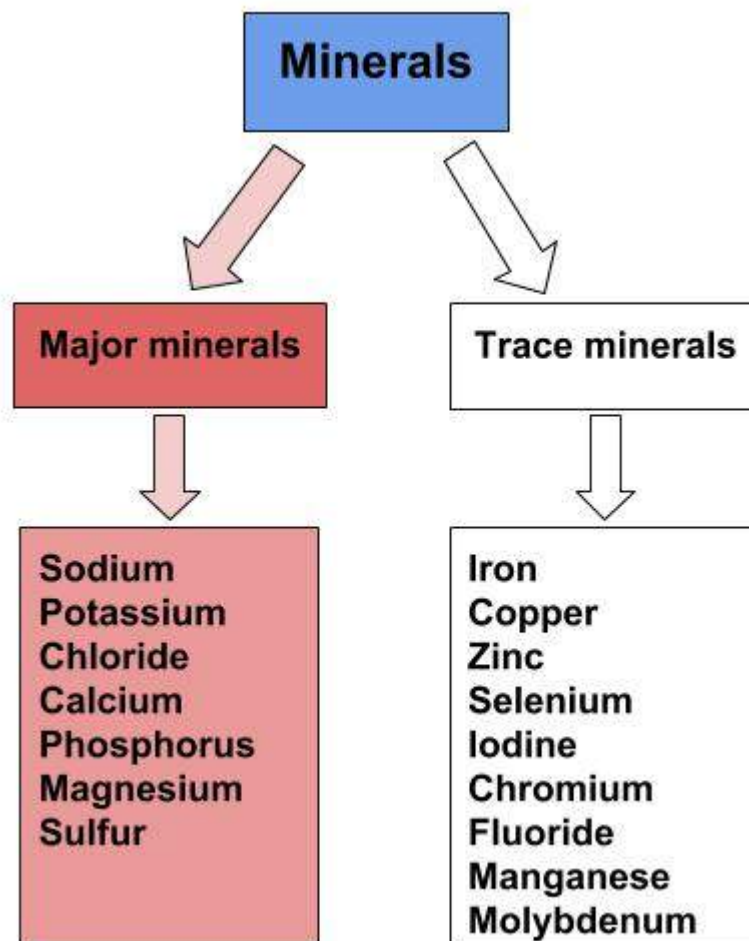 Minerals
Major minerals
Trace minerals
Sodium
Potassium
Chloride
Calcium
Phosphorus
Magnesium
Sulfur
Iron
Copper
Zinc
Selenium
Iodine
Chromium
Fluoride
Manganese
Molybdenum